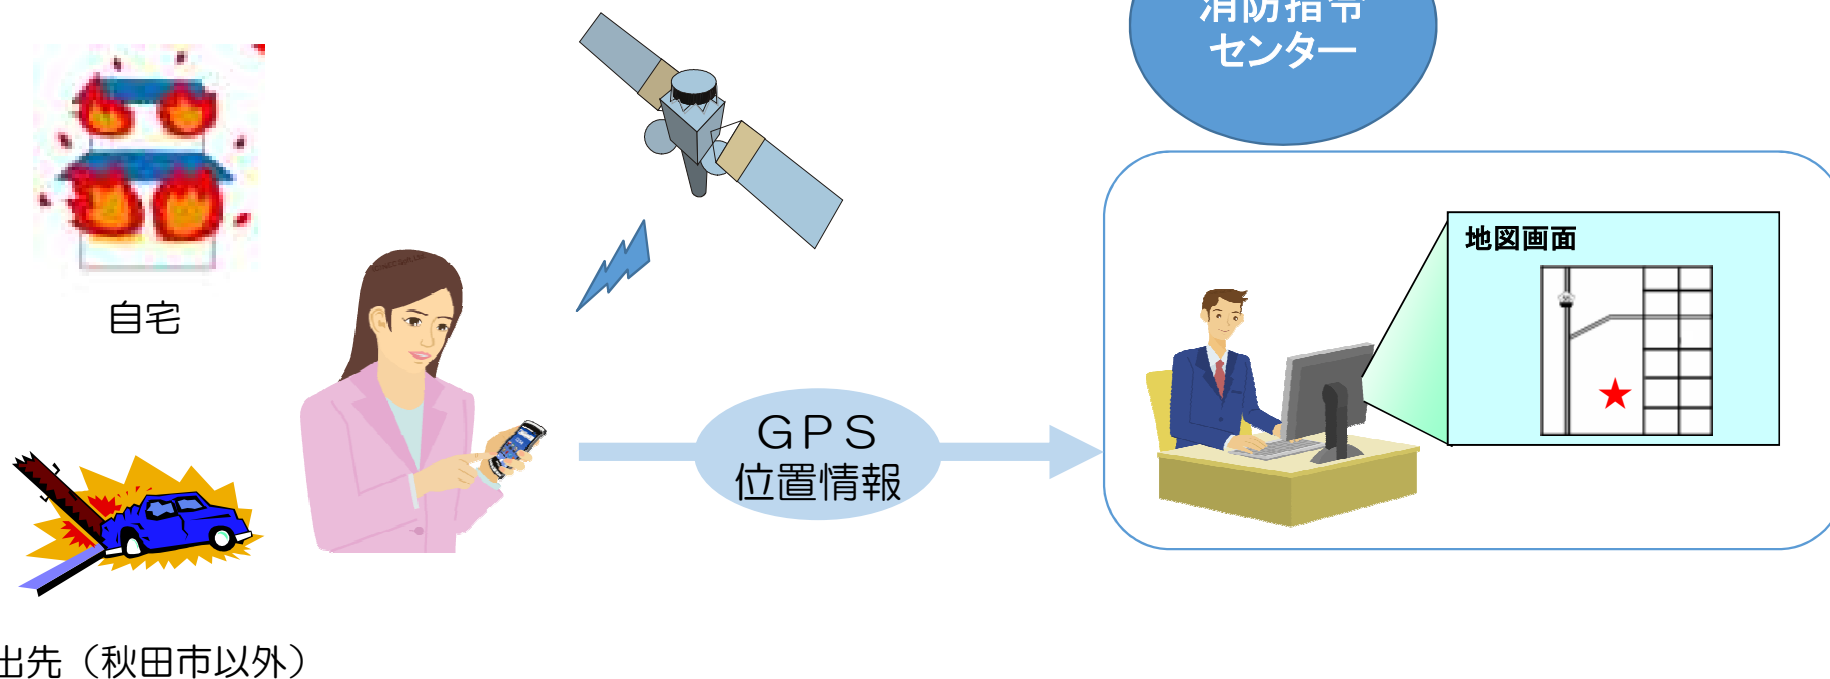 消防指令
センター
地図画面
自宅
GPS
位置情報
出先（秋田市以外）